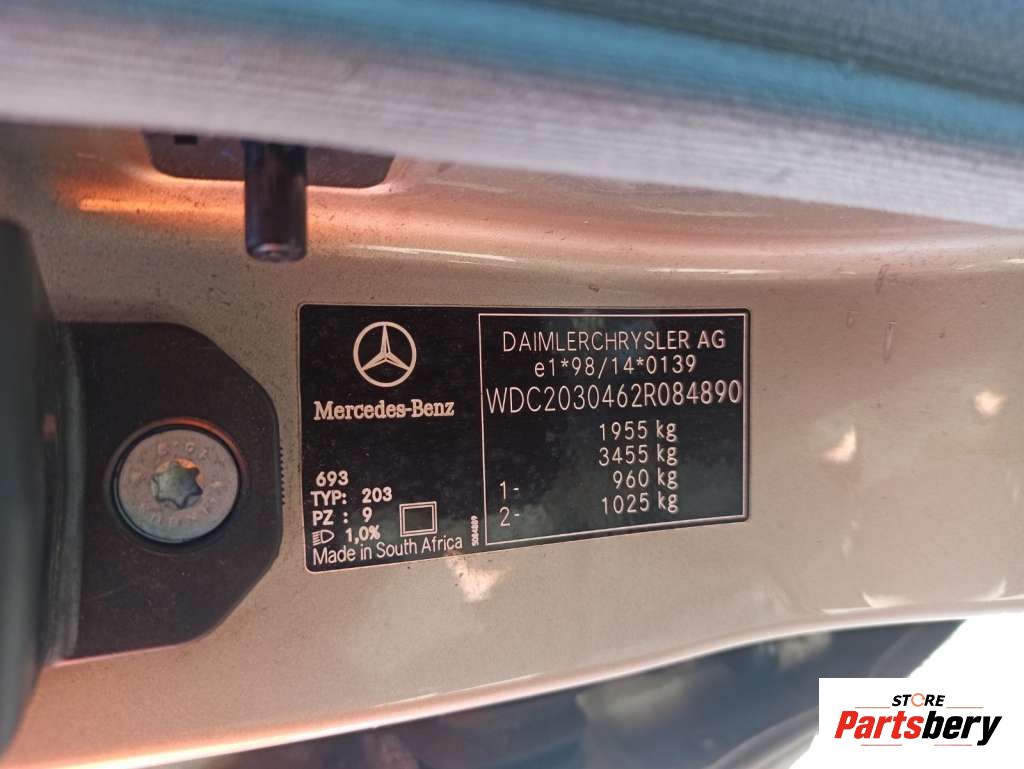 Mercedes-Benz
693
TYP: 203
PZ : 9
1,0%
Made in South Africa
DAIMLERCHRYSLER AG
e1*98/14*0139
WDC2030462R084890
1955 kg
3455 kg
1- 960 kg
2- 1025 kg
STORE
Partsbery